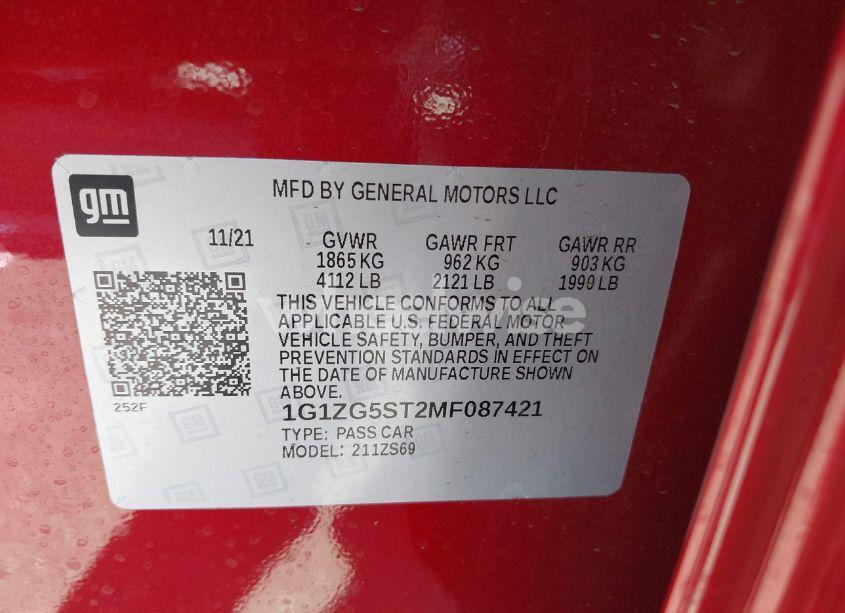 gm
MFD BY GENERAL MOTORS LLC
11/21 GVWR GAWR FRT GAWR RR
1865 KG 962 KG 903 KG
4112 LB 2121 LB 1990 LB
THIS VEHICLE CONFORMS TO ALL
APPLICABLE U.S. FEDERAL MOTOR
VEHICLE SAFETY, BUMPER, AND THEFT
PREVENTION STANDARDS IN EFFECT ON
THE DATE OF MANUFACTURE SHOWN
ABOVE.
252F
1G1ZG5ST2MF087421
TYPE: PASS CAR
MODEL: 211ZS69